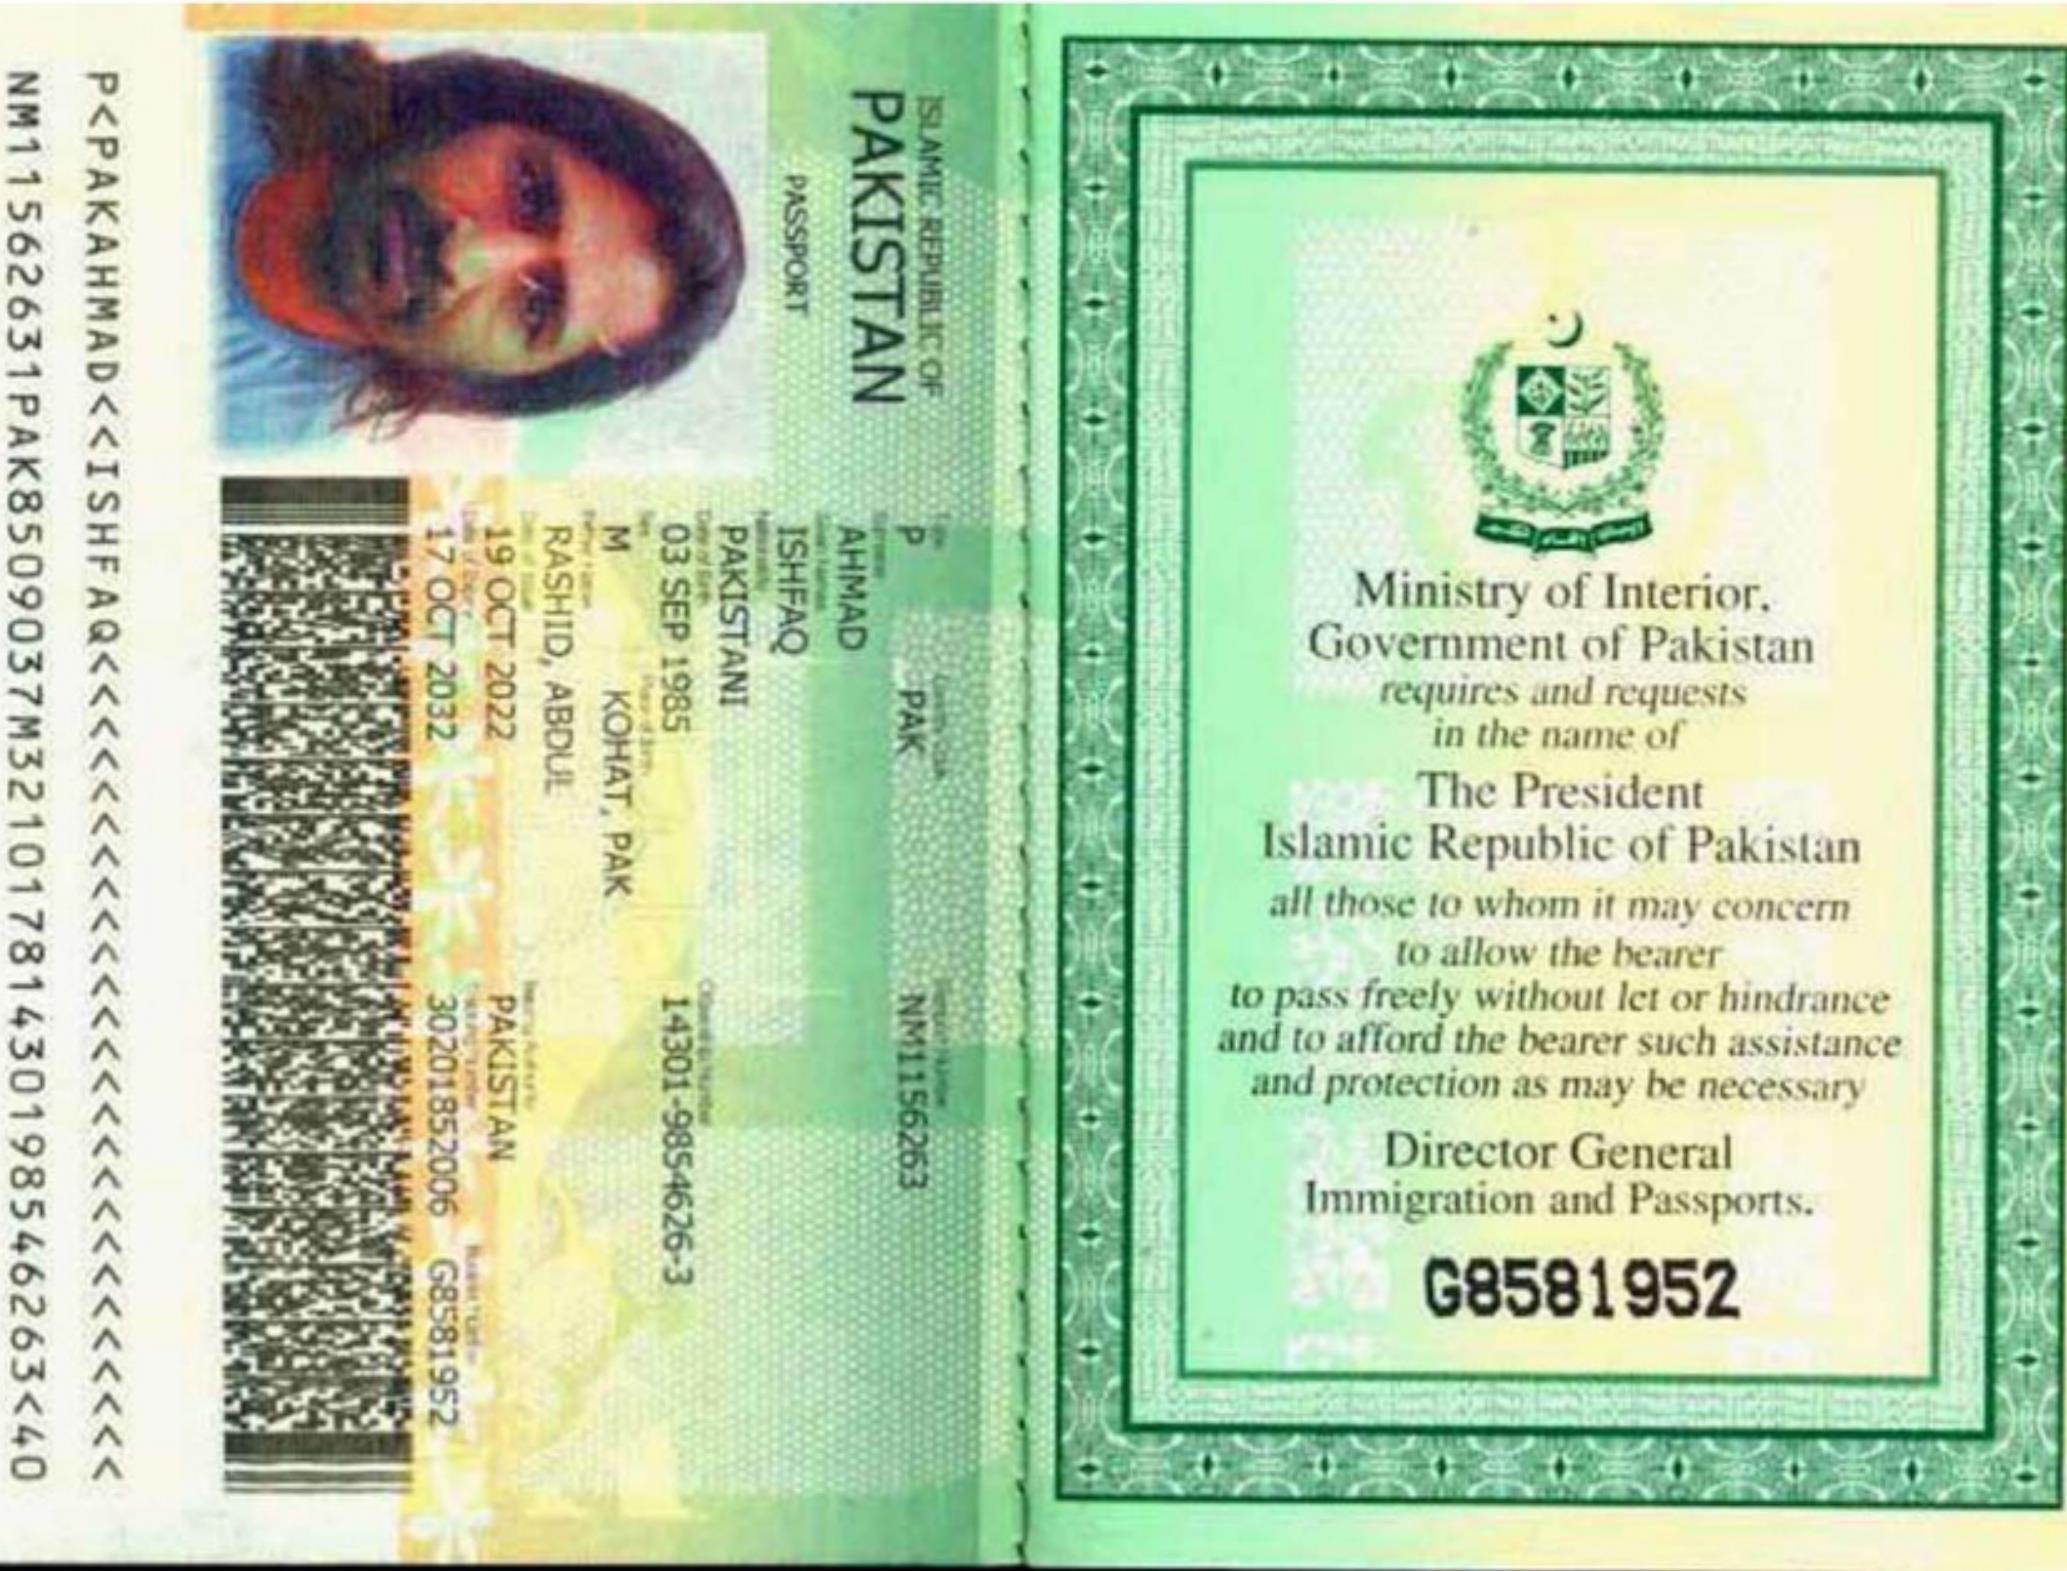 Ministry of Interior,
Government of Pakistan
requires and requests
in the name of
The President
Islamic Republic of Pakistan
all those to whom it may concern
to allow the bearer
to pass freely without let or hindrance
and to afford the bearer such assistance
and protection as may be necessary
Director General
Immigration and Passports.
G8581952
ISLAMIC REPUBLIC OF
PAKISTAN
PASSPORT
Country Code
P PAK NM1156263
Surname
AHMAD
Given Names
ISHFAQ
Nationality
PAKISTANI
Date of Birth Citizenship Number
03 SEP 1985 14301-9854626-3
Sex Place of Birth
M KOHAT, PAK
Father Name
RASHID, ABDUL
Date of Issue Issuing Authority
19 OCT 2022 PAKISTAN
Date of Expiry Tracking Number Booklet Number
17 OCT 2032 30201852006 G8581952
P<PAKAHMAD<<ISHFAQ<<<<<<<<<<<<<<<<<<<<<<<<<<
NM11562631PAK8509037M32101781430198546263<40